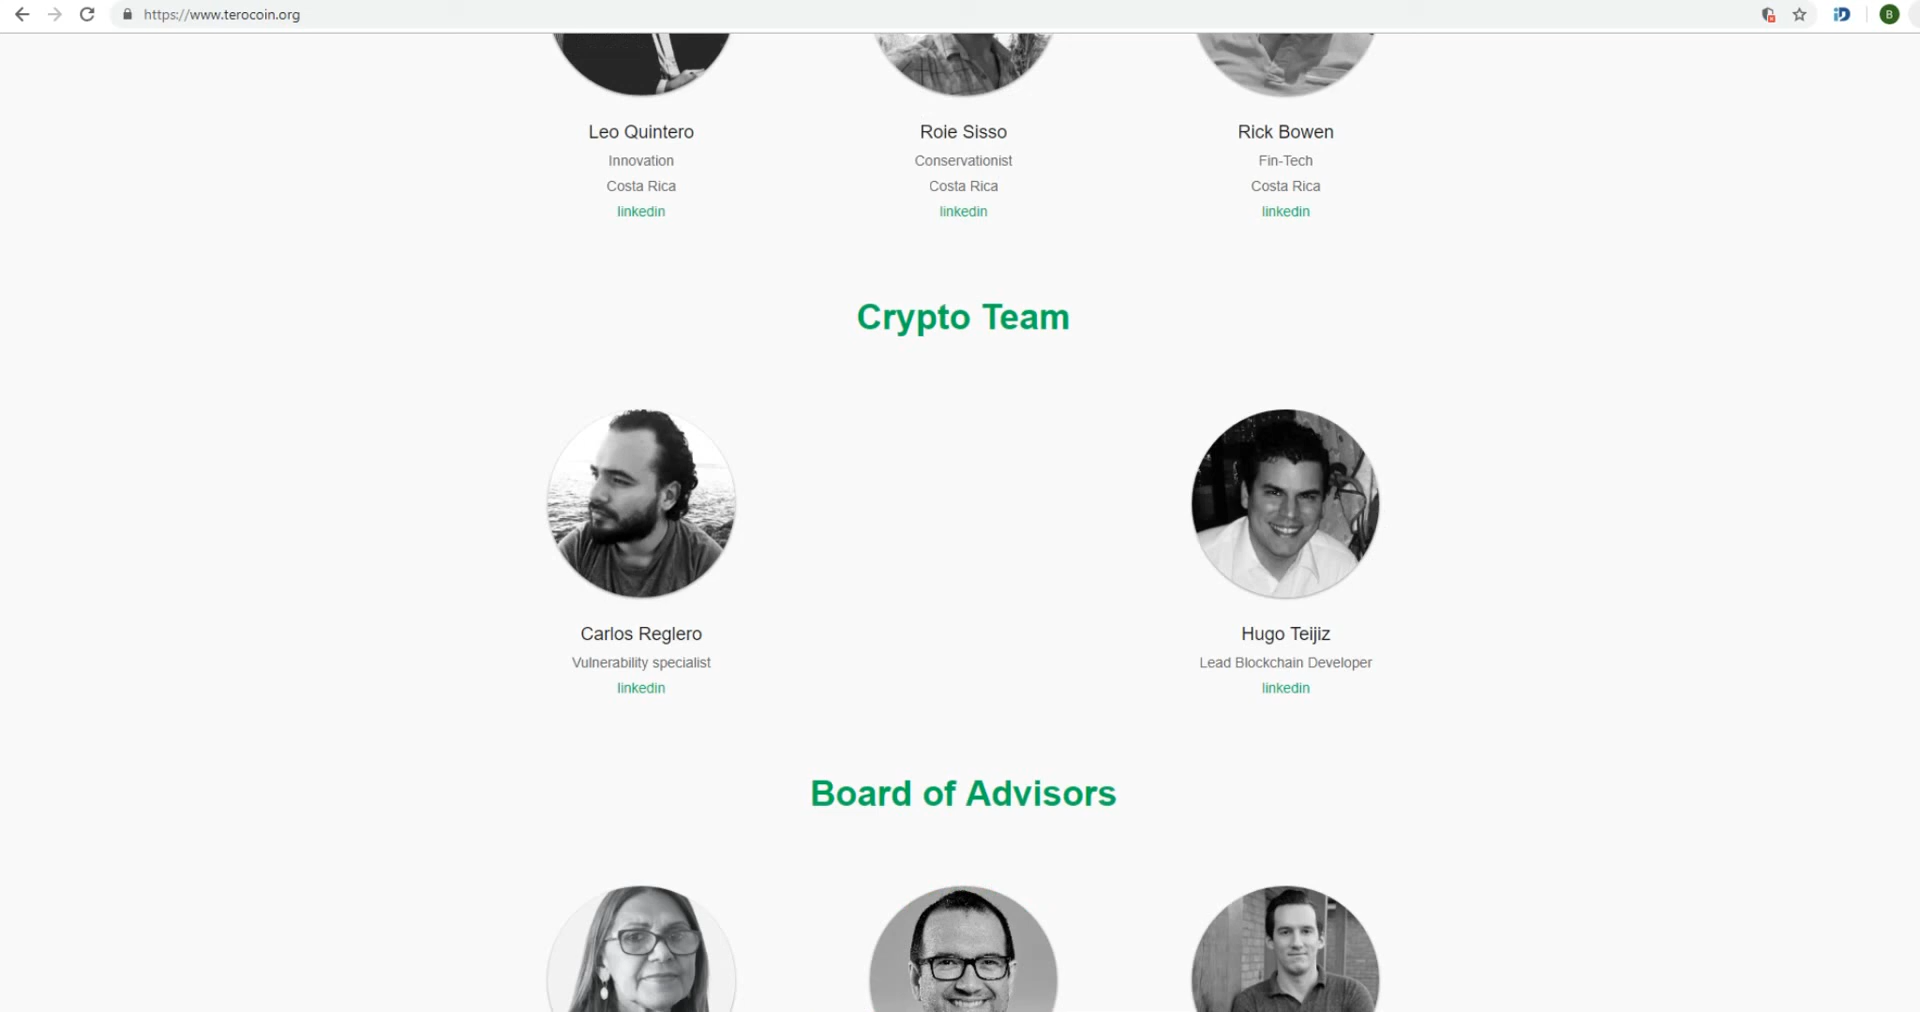 https://www.terocoin.org
B
Leo Quintero Roie Sisso Rick Bowen
Innovation Conservationist Fin-Tech
Costa Rica Costa Rica Costa Rica
linkedin linkedin linkedin
Crypto Team
Carlos Reglero Hugo Teijiz
Vulnerability specialist Lead Blockchain Developer
linkedin linkedin
Board of Advisors